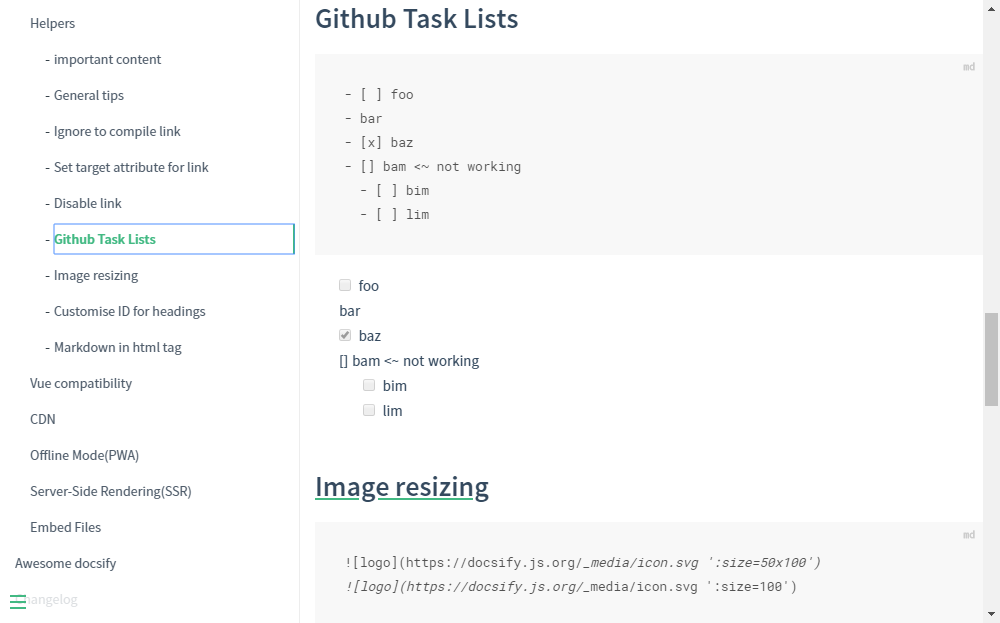 Helpers
- important content
- General tips
- Ignore to compile link
- Set target attribute for link
- Disable link
- Github Task Lists
- Image resizing
- Customise ID for headings
- Markdown in html tag
Vue compatibility
CDN
Offline Mode(PWA)
Server-Side Rendering(SSR)
Embed Files
Awesome docsify
Changelog
Github Task Lists
md
- [ ] foo
- bar
- [x] baz
- [] bam <~ not working
- [ ] bim
- [ ] lim
foo
bar
baz
[] bam <~ not working
bim
lim
Image resizing
md
![logo](https://docsify.js.org/_media/icon.svg ':size=50x100')
![logo](https://docsify.js.org/_media/icon.svg ':size=100')